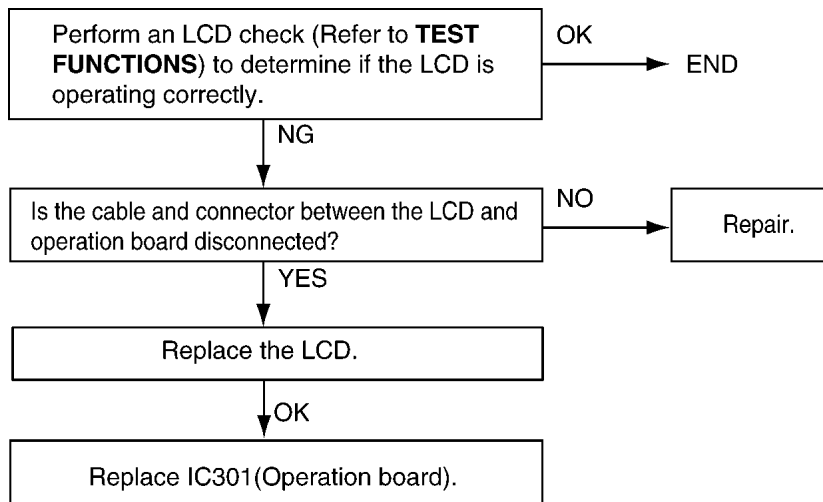 Perform an LCD check (Refer to TEST
FUNCTIONS) to determine if the LCD is
operating correctly.
OK
END
NG
Is the cable and connector between the LCD and
operation board disconnected?
NO
Repair.
YES
Replace the LCD.
OK
Replace IC301(Operation board).